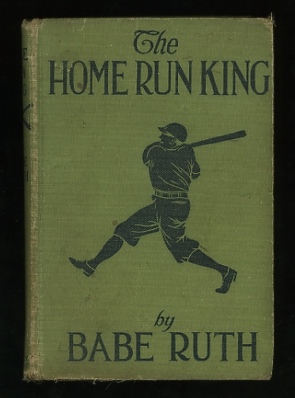 The
HOME RUN KING
by
BABE RUTH